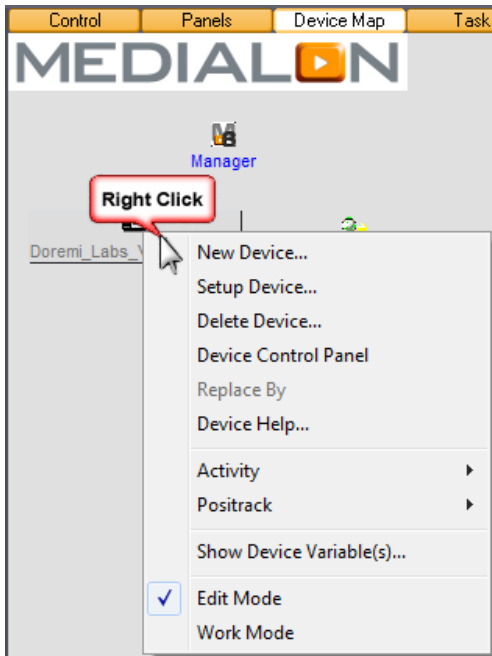 Control Panels Device Map Task
MEDIALON
Manager
Right Click
Doremi_Labs_
New Device...
Setup Device...
Delete Device...
Device Control Panel
Replace By
Device Help...
Activity
Positrack
Show Device Variable(s)...
Edit Mode
Work Mode